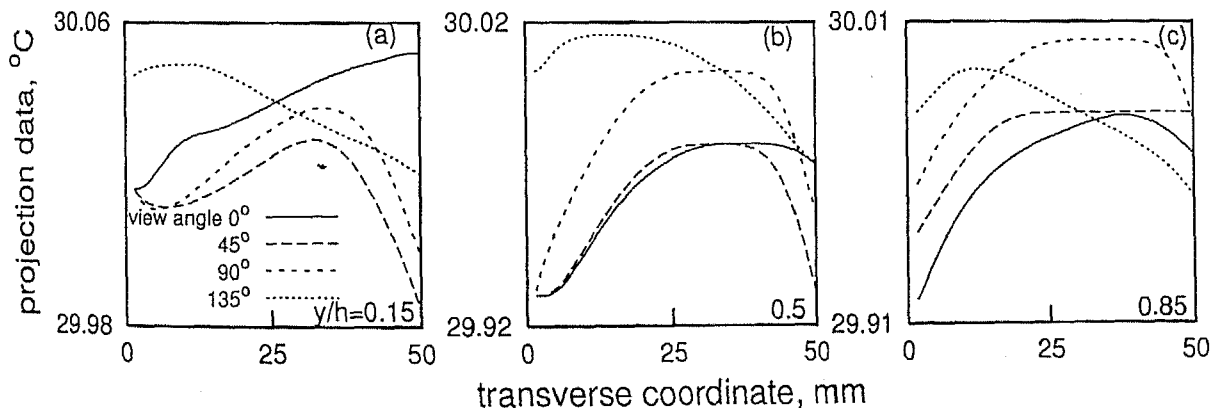 30.06
30.02
30.01
(a)
(b)
(c)
projection data, °C
view angle 0°
45°
90°
135°
y/h=0.15
0.5
0.85
29.98
29.92
29.91
0
25
50
0
25
50
0
25
50
transverse coordinate, mm